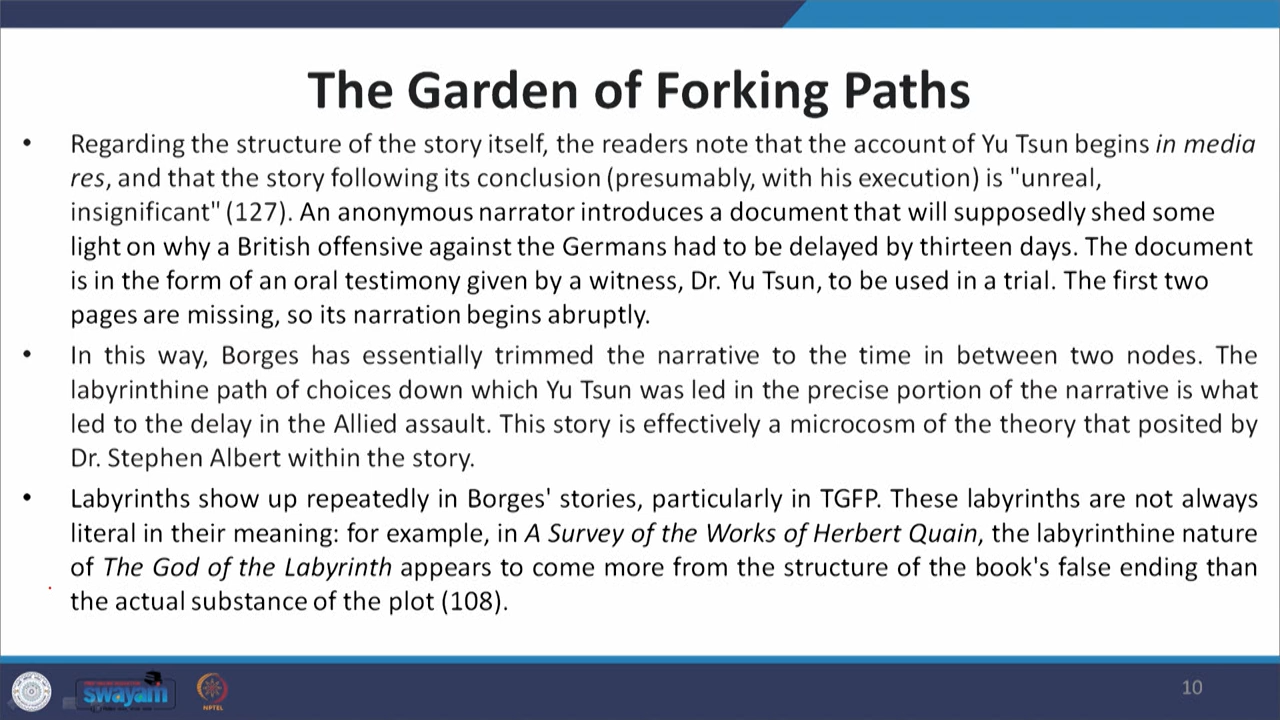 The Garden of Forking Paths
• Regarding the structure of the story itself, the readers note that the account of Yu Tsun begins in media
res, and that the story following its conclusion (presumably, with his execution) is "unreal,
insignificant" (127). An anonymous narrator introduces a document that will supposedly shed some
light on why a British offensive against the Germans had to be delayed by thirteen days. The document
is in the form of an oral testimony given by a witness, Dr. Yu Tsun, to be used in a trial. The first two
pages are missing, so its narration begins abruptly.
• In this way, Borges has essentially trimmed the narrative to the time in between two nodes. The
labyrinthine path of choices down which Yu Tsun was led in the precise portion of the narrative is what
led to the delay in the Allied assault. This story is effectively a microcosm of the theory that posited by
Dr. Stephen Albert within the story.
• Labyrinths show up repeatedly in Borges' stories, particularly in TGFP. These labyrinths are not always
literal in their meaning: for example, in A Survey of the Works of Herbert Quain, the labyrinthine nature
of The God of the Labyrinth appears to come more from the structure of the book's false ending than
the actual substance of the plot (108).
swayam
NPTEL
10